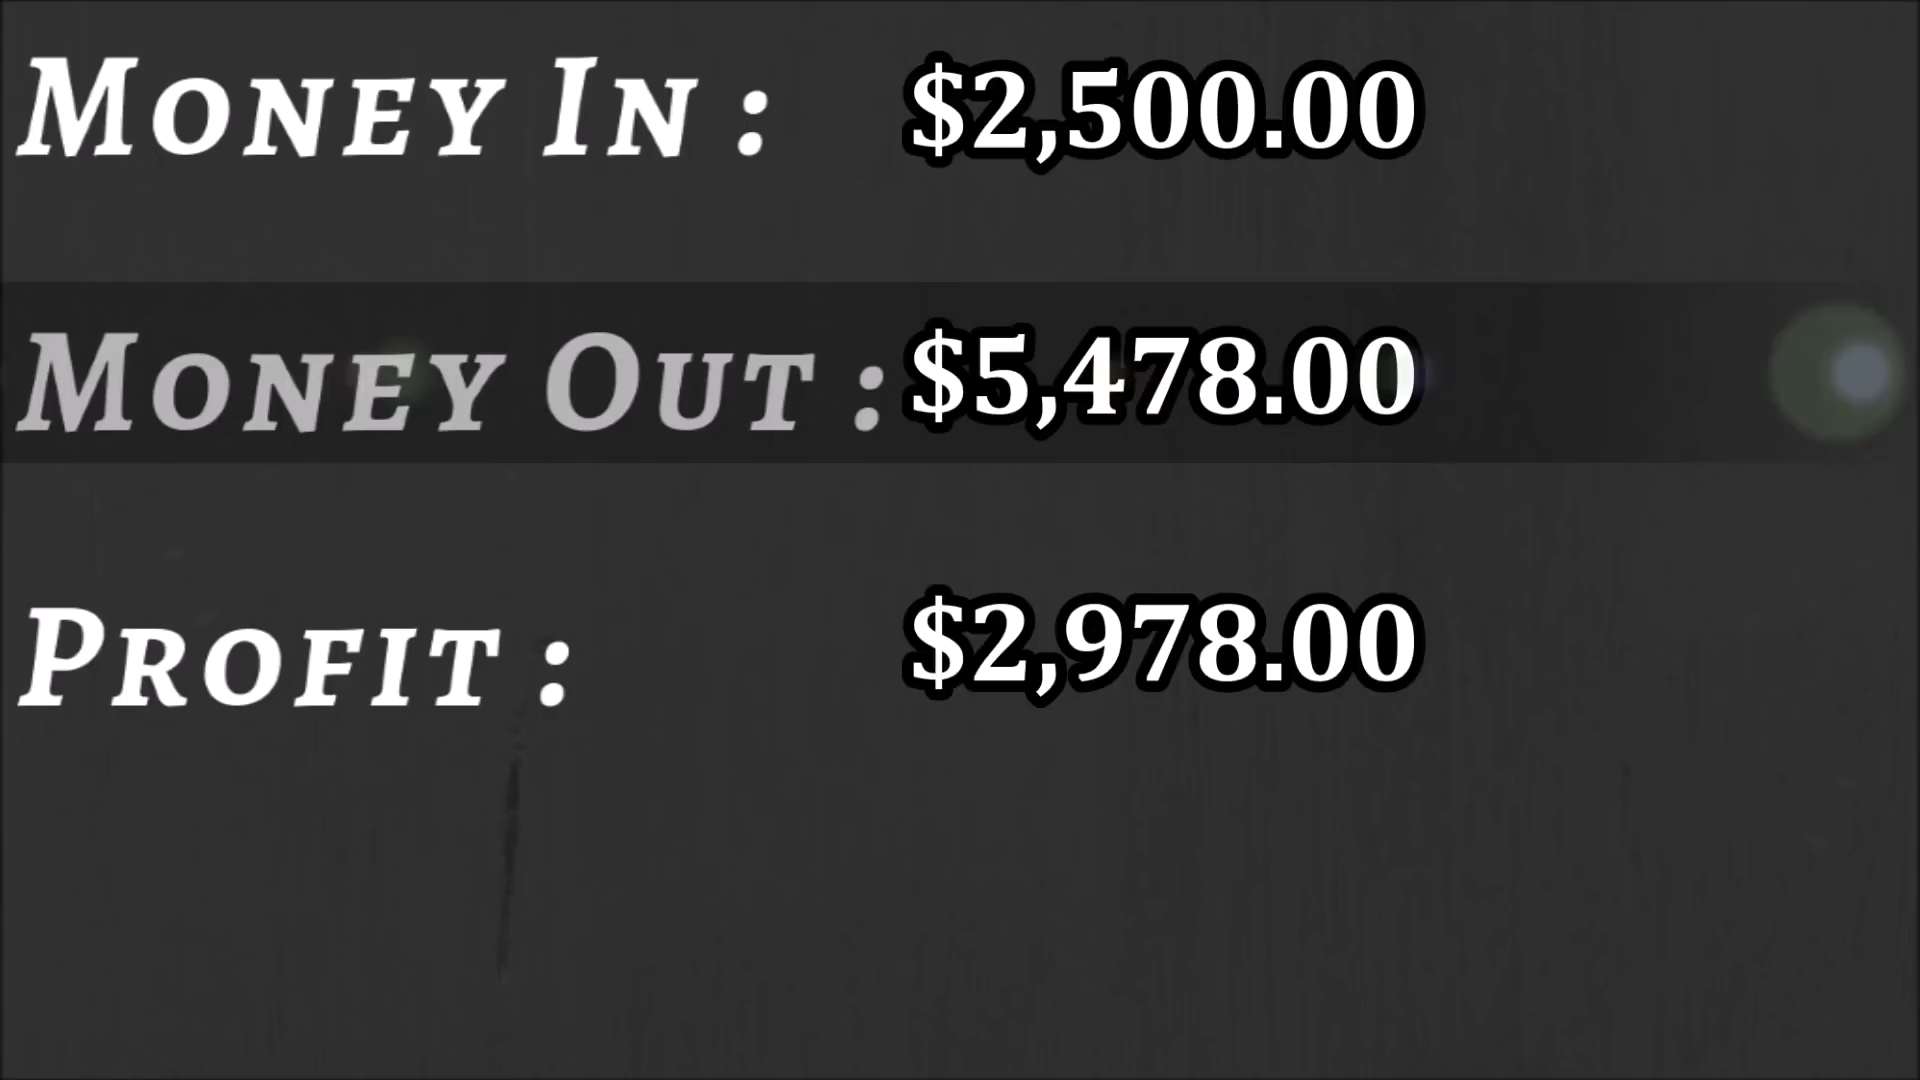 Money In : $2,500.00
Money Out : $5,478.00
Profit : $2,978.00